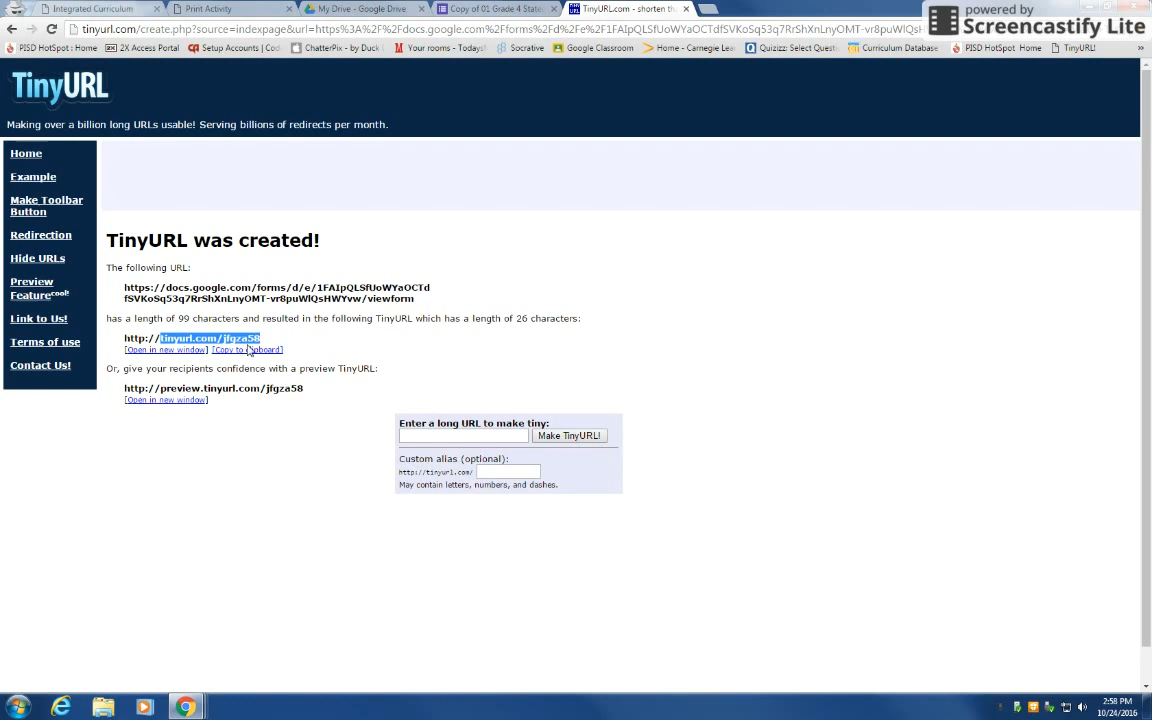 Integrated Curriculum
Print Activity
My Drive - Google Drive
Copy of 01 Grade 4 States
TinyURL.com - shorten th
powered by
Screencastify Lite
tinyurl.com/create.php?source=indexpage&url=https%3A%2F%2Fdocs.google.com%2Fforms%2Fd%2Fe%2F1FAIpQLSfUoWYaOCTdfSVKoSq53q7RrShXnLnyOMT-vr8puWlQsH
PISD HotSpot : Home
2X Access Portal
Setup Accounts | Cod
ChatterPix - by Duck
Your rooms - Todays
Socrative
Google Classroom
Home - Carnegie Lear
Quizizz: Select Questi
Curriculum Database
PISD HotSpot Home
TinyURL!
»
TinyURL
Making over a billion long URLs usable! Serving billions of redirects per month.
Home
Example
Make Toolbar
Button
Redirection
Hide URLs
Preview
Feature cool!
Link to Us!
Terms of use
Contact Us!
TinyURL was created!
The following URL:
https://docs.google.com/forms/d/e/1FAIpQLSfUoWYaOCTd
fSVKoSq53q7RrShXnLnyOMT-vr8puWlQsHWYvw/viewform
has a length of 99 characters and resulted in the following TinyURL which has a length of 26 characters:
http://tinyurl.com/jfgza58
[Open in new window] [Copy to clipboard]
Or, give your recipients confidence with a preview TinyURL:
http://preview.tinyurl.com/jfgza58
[Open in new window]
Enter a long URL to make tiny:
Make TinyURL!
Custom alias (optional):
http://tinyurl.com/
May contain letters, numbers, and dashes.
2:58 PM
10/24/2016